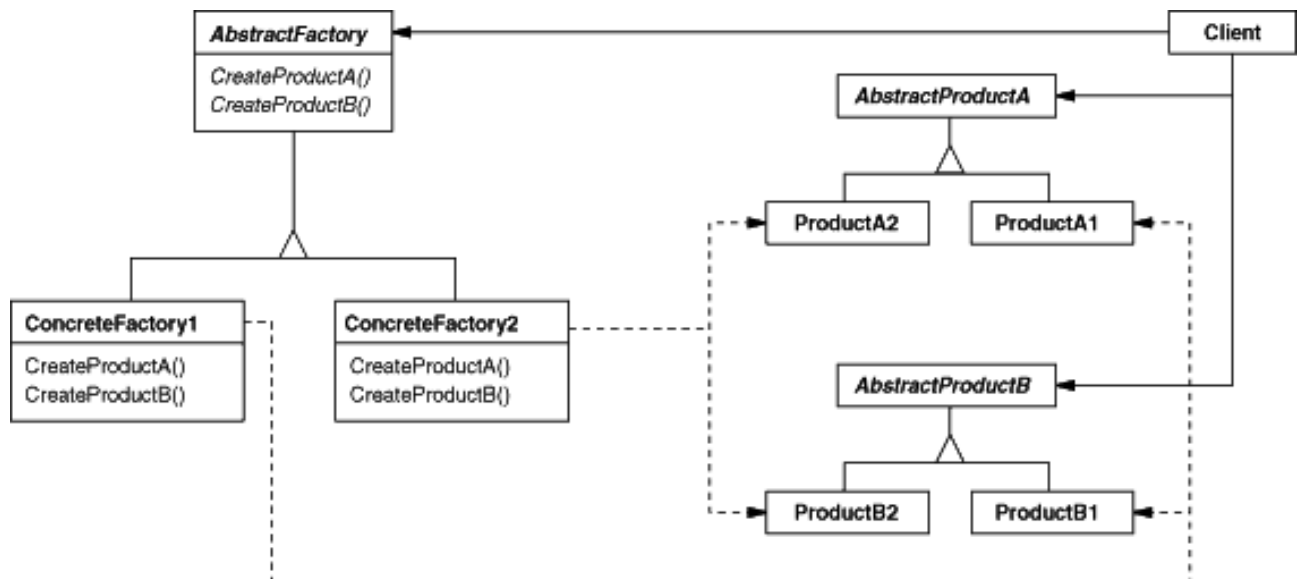 AbstractFactory
CreateProductA()
CreateProductB()
Client
AbstractProductA
ProductA2
ProductA1
ConcreteFactory1
CreateProductA()
CreateProductB()
ConcreteFactory2
CreateProductA()
CreateProductB()
AbstractProductB
ProductB2
ProductB1